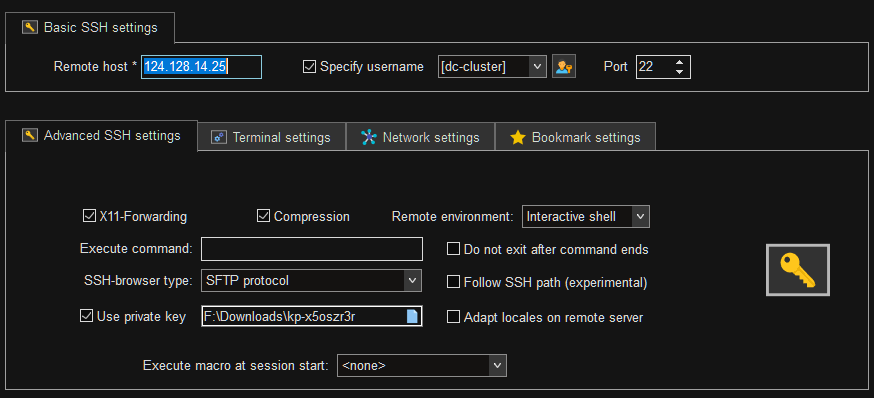 Basic SSH settings
Remote host * 124.128.14.25 Specify username [dc-cluster] Port 22
Advanced SSH settings Terminal settings Network settings Bookmark settings
X11-Forwarding Compression Remote environment: Interactive shell
Execute command: Do not exit after command ends
SSH-browser type: SFTP protocol Follow SSH path (experimental)
Use private key F:\Downloads\kp-x5oszr3r Adapt locales on remote server
Execute macro at session start: <none>